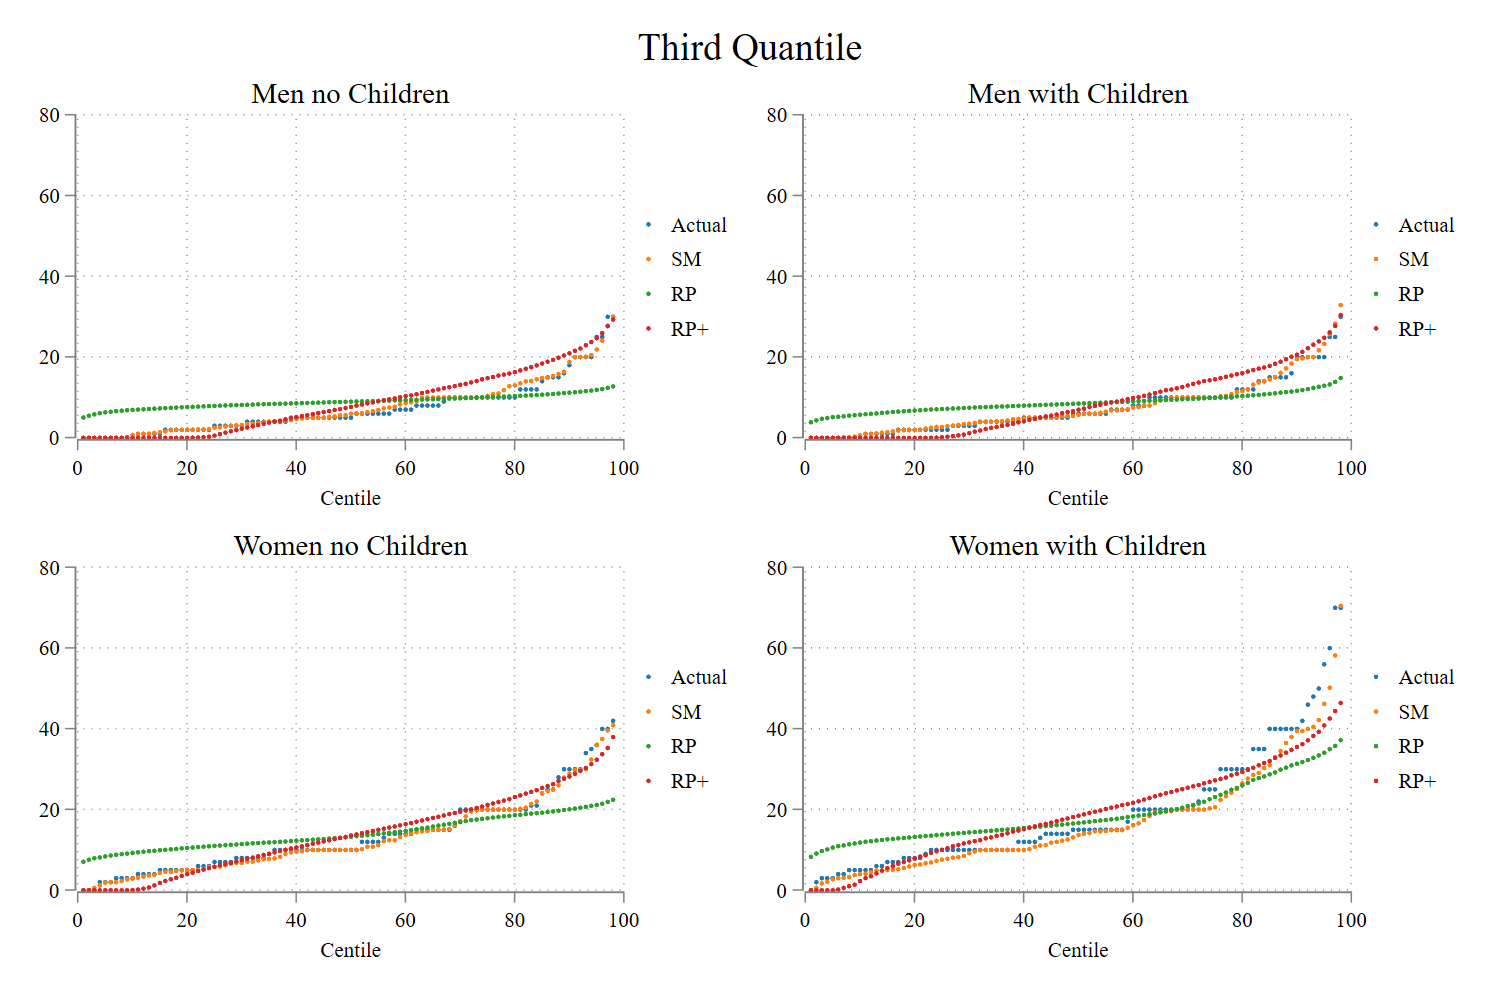 Third Quantile
Men no Children
80
60
40
20
0
0 20 40 60 80 100
Centile
Actual
SM
RP
RP+
Men with Children
80
60
40
20
0
0 20 40 60 80 100
Centile
Actual
SM
RP
RP+
Women no Children
80
60
40
20
0
0 20 40 60 80 100
Centile
Actual
SM
RP
RP+
Women with Children
80
60
40
20
0
0 20 40 60 80 100
Centile
Actual
SM
RP
RP+